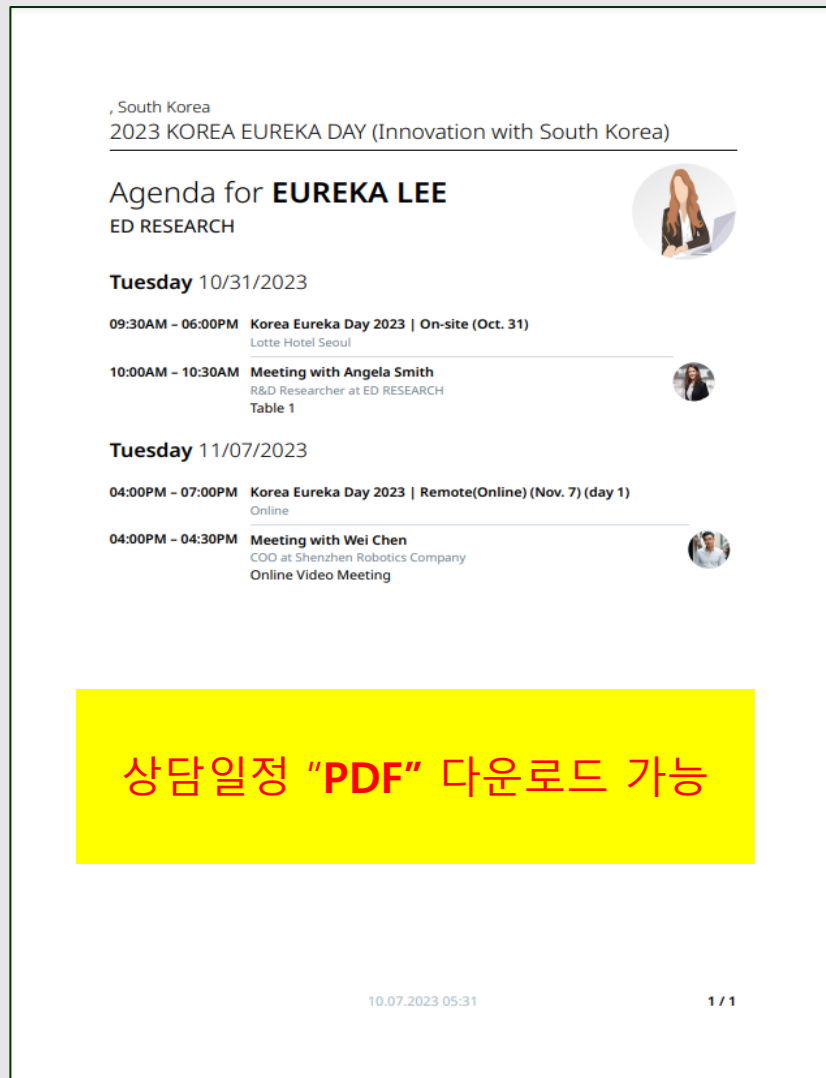 , South Korea
2023 KOREA EUREKA DAY (Innovation with South Korea)
Agenda for EUREKA LEE
ED RESEARCH
Tuesday 10/31/2023
09:30AM – 06:00PM Korea Eureka Day 2023 | On-site (Oct. 31)
Lotte Hotel Seoul
10:00AM – 10:30AM Meeting with Angela Smith
R&D Researcher at ED RESEARCH
Table 1
Tuesday 11/07/2023
04:00PM – 07:00PM Korea Eureka Day 2023 | Remote(Online) (Nov. 7) (day 1)
Online
04:00PM – 04:30PM Meeting with Wei Chen
COO at Shenzhen Robotics Company
Online Video Meeting
상담일정 “PDF” 다운로드 가능
10.07.2023 05:31 1 / 1